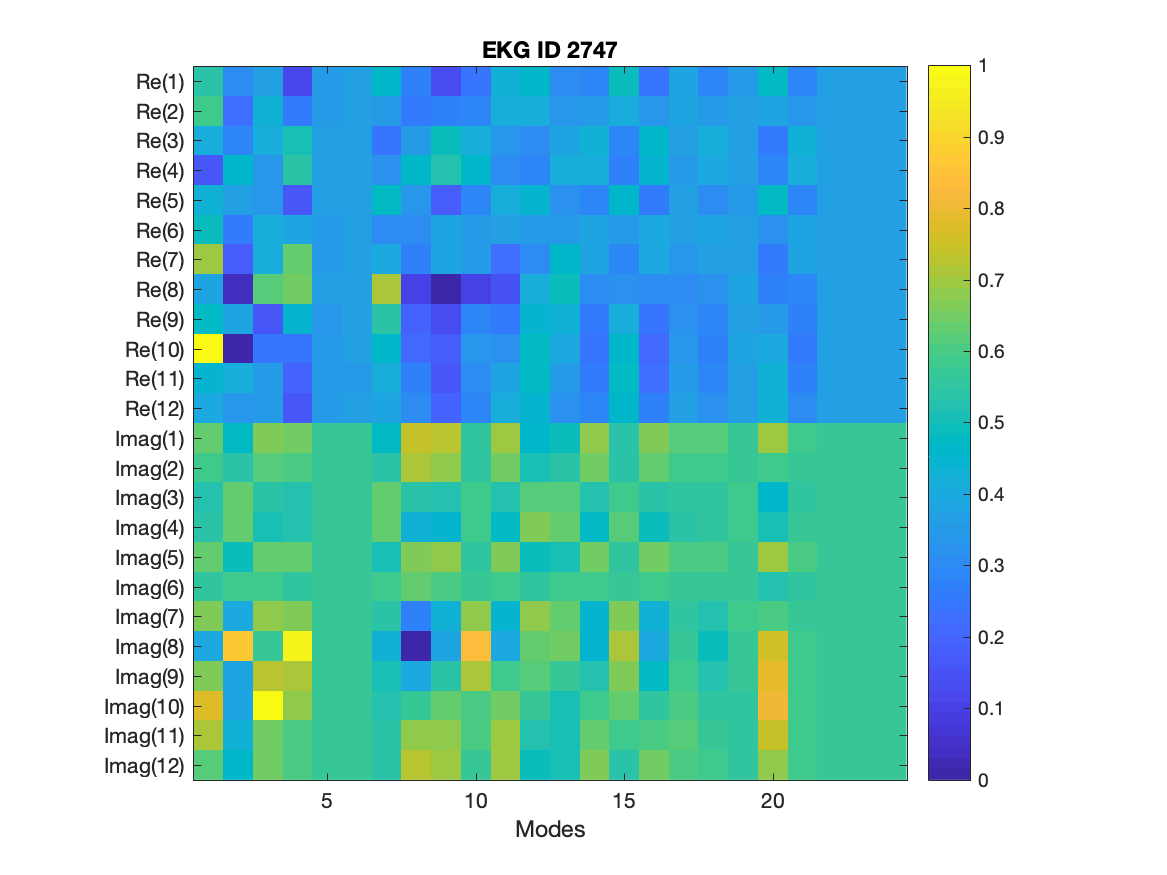 EKG ID 2747
Re(1)
Re(2)
Re(3)
Re(4)
Re(5)
Re(6)
Re(7)
Re(8)
Re(9)
Re(10)
Re(11)
Re(12)
Imag(1)
Imag(2)
Imag(3)
Imag(4)
Imag(5)
Imag(6)
Imag(7)
Imag(8)
Imag(9)
Imag(10)
Imag(11)
Imag(12)
5 10 15 20
Modes
1
0.9
0.8
0.7
0.6
0.5
0.4
0.3
0.2
0.1
0